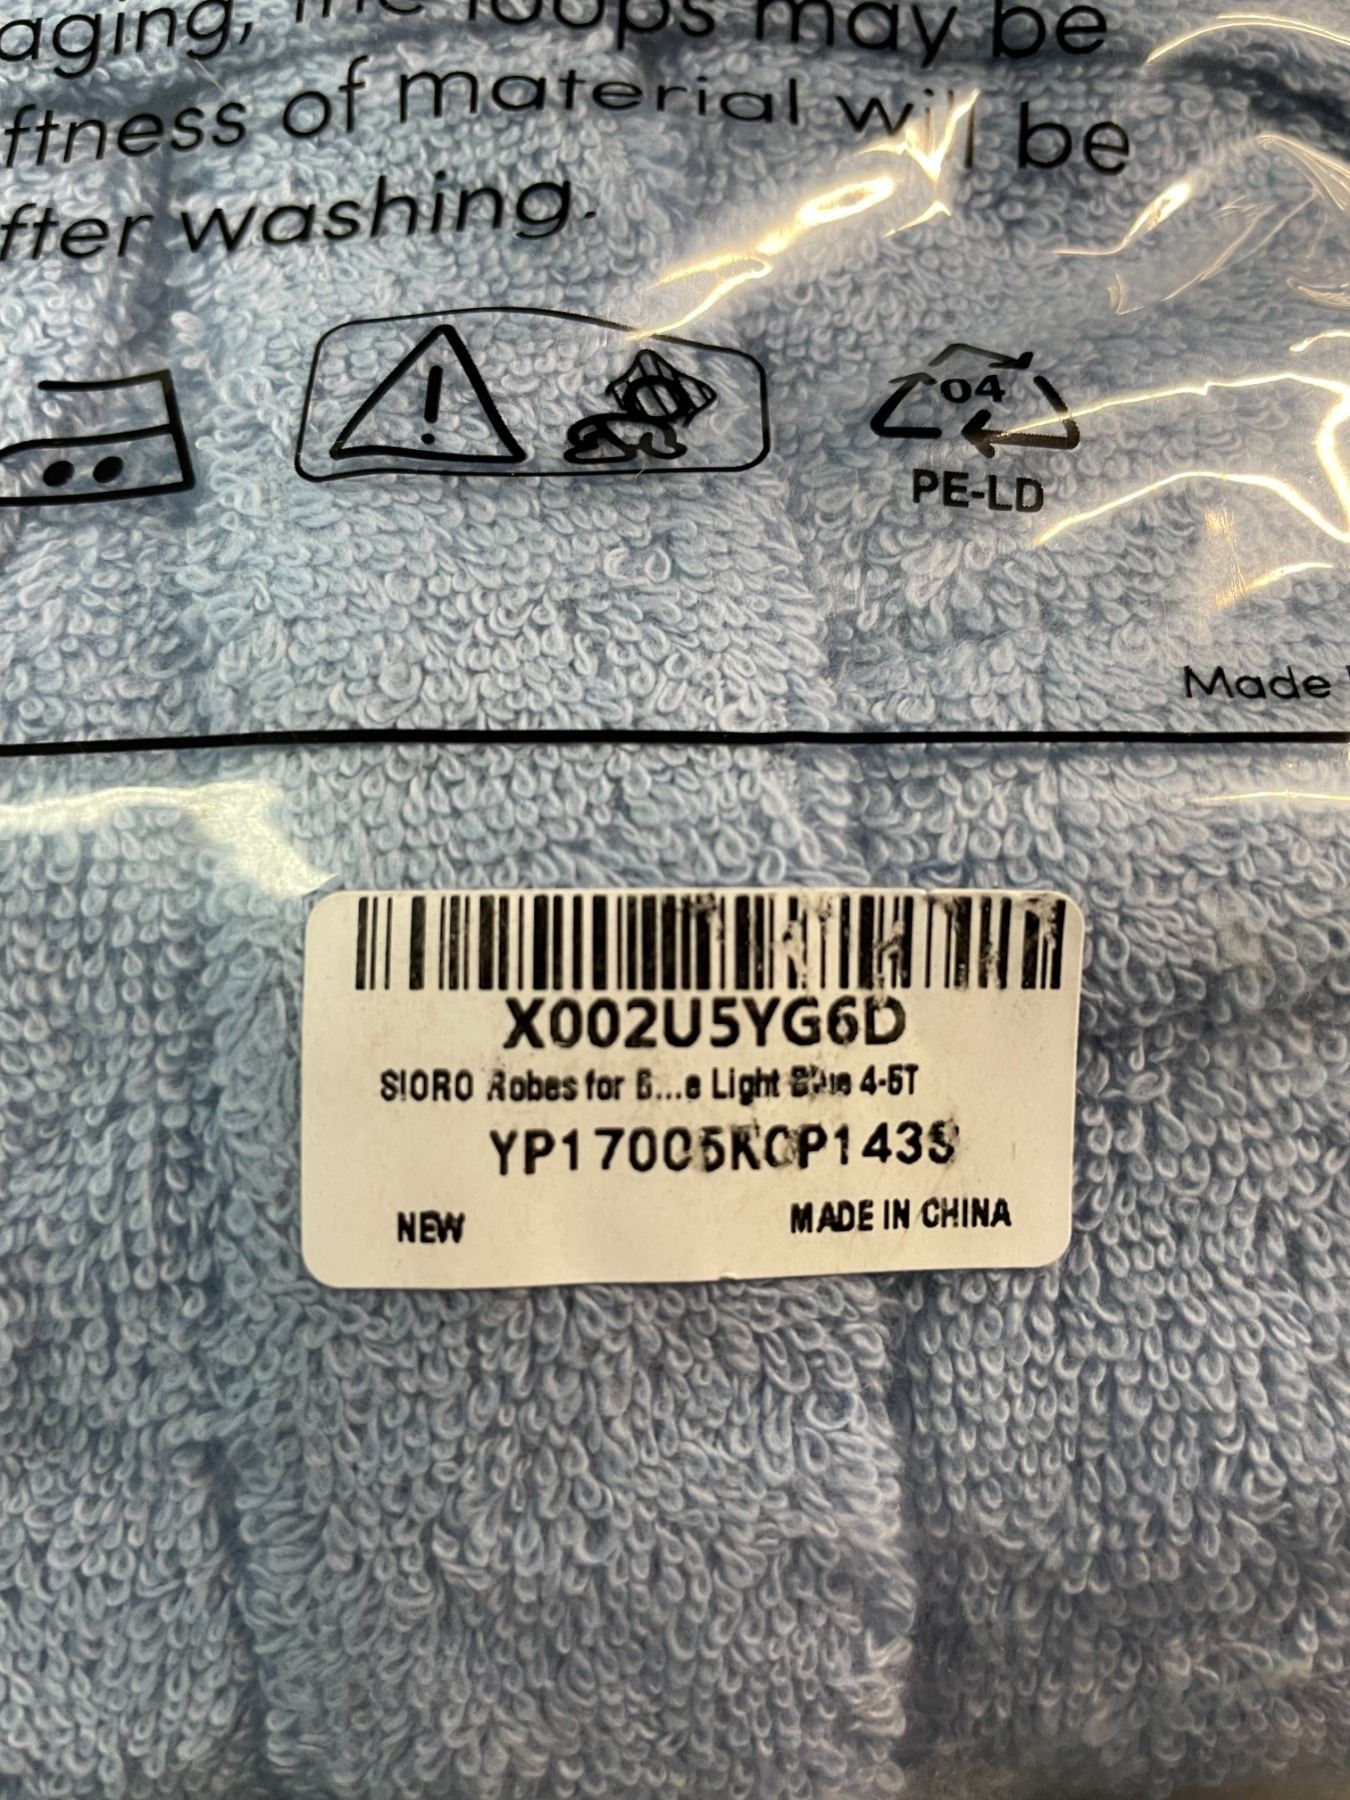 aging, the loops may be
ftness of material will be
fter washing.
04
PE-LD
Made
X002U5YG6D
SIORO Robes for B...e Light Blue 4-5T
NEW
MADE IN CHINA